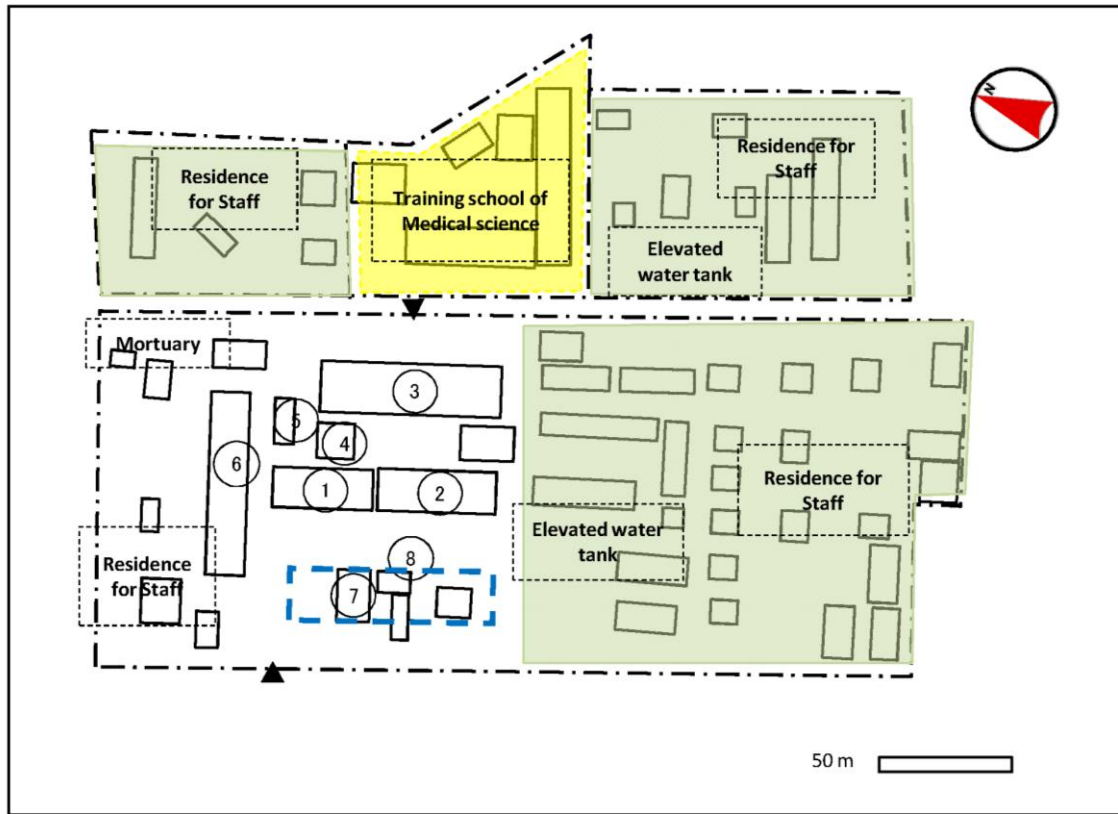 N
Residence for
Staff
Residence
for Staff
Training school of
Medical science
Elevated
water tank
Mortuary
3
5
4
6
1
2
Residence for
Staff
Elevated water
tank
8
Residence
for Staff
7
50 m